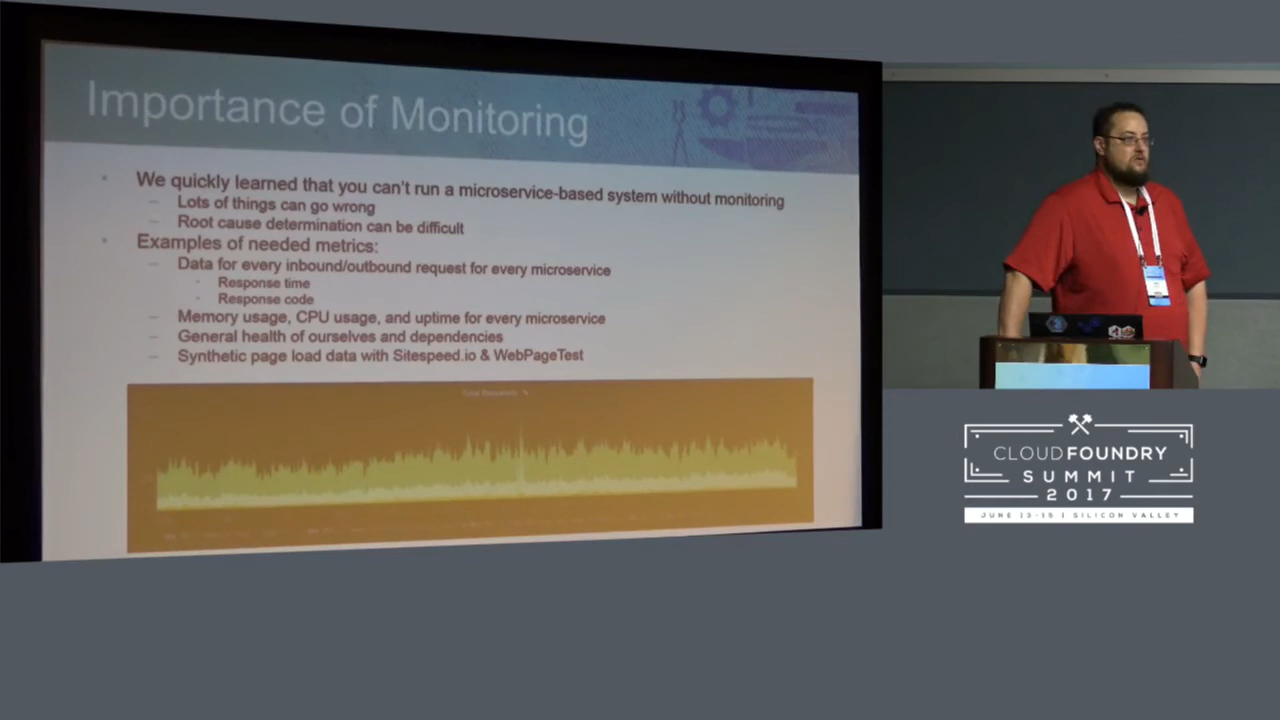 Importance of Monitoring
We quickly learned that you can't run a microservice-based system without monitoring
Lots of things can go wrong
Root cause determination can be difficult
Examples of needed metrics:
Data for every inbound/outbound request for every microservice
Response time
Response code
Memory usage, CPU usage, and uptime for every microservice
General health of ourselves and dependencies
Synthetic page load data with Sitespeed.io & WebPageTest
Total Requests
CLOUD FOUNDRY
SUMMIT
2017
JUNE 13-15 | SILICON VALLEY